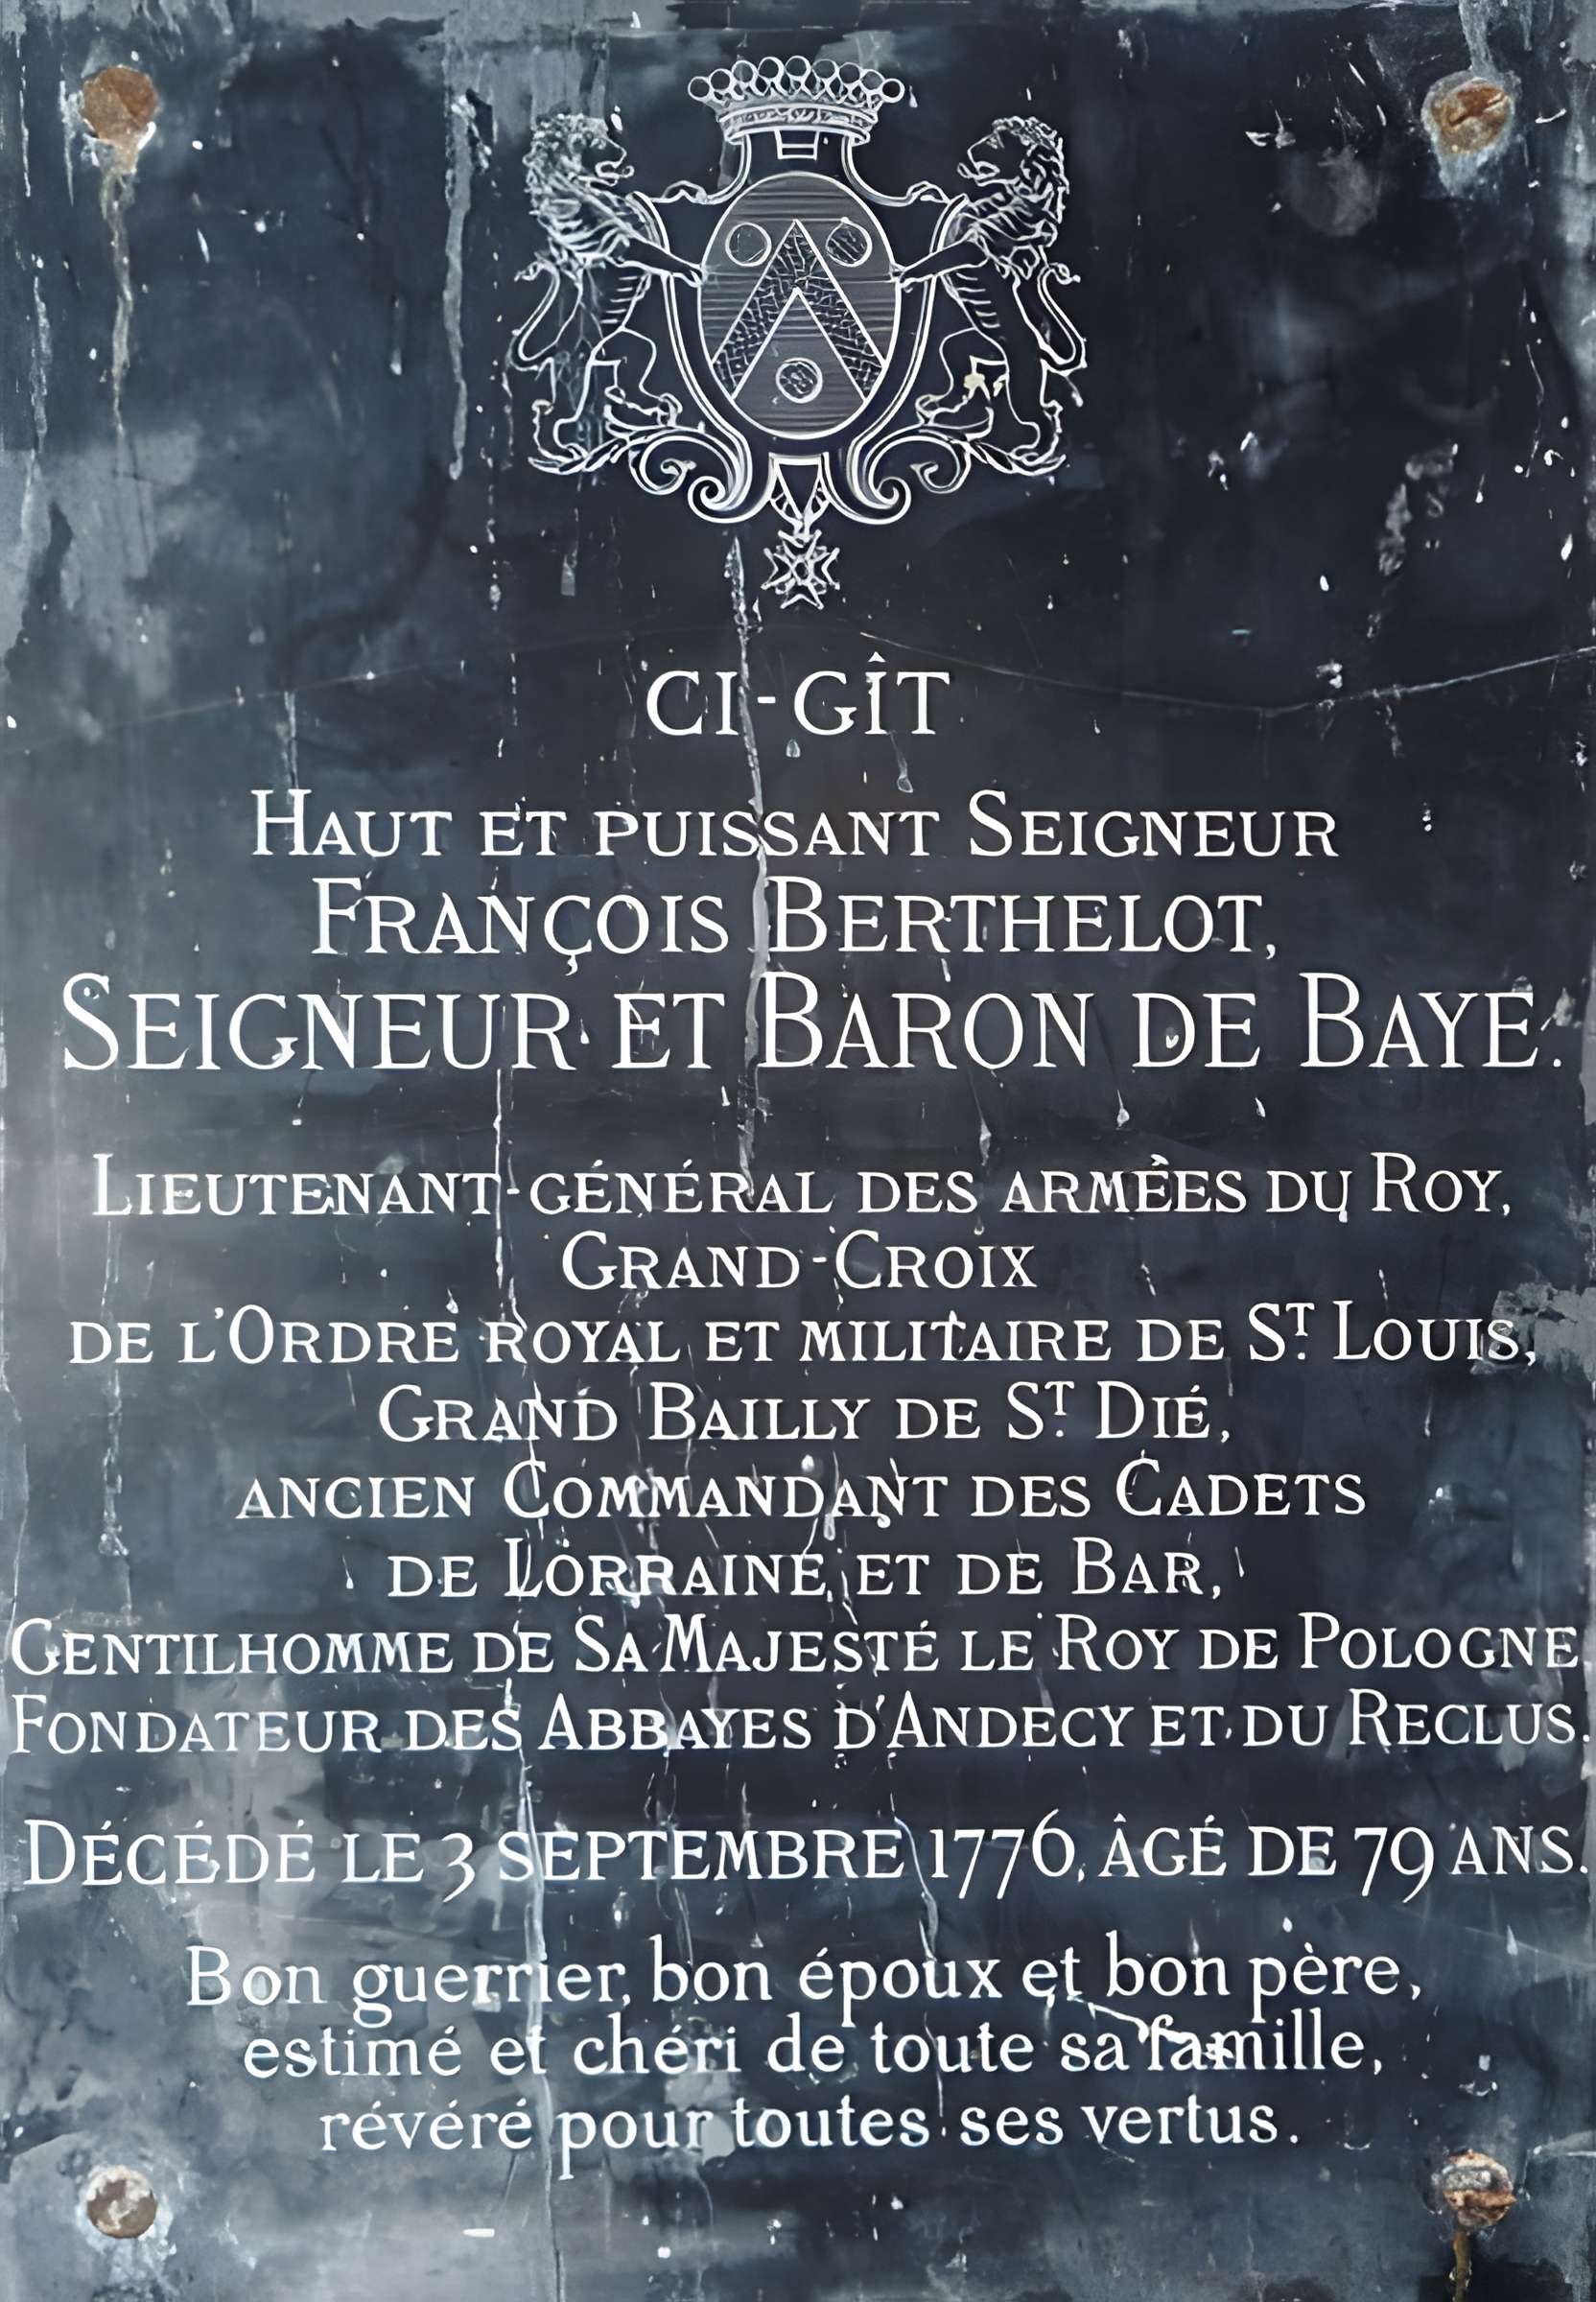 CI-GÎT
HAUT ET PUISSANT SEIGNEUR
FRANÇOIS BERTHELOT,
SEIGNEUR ET BARON DE BAYE.
LIEUTENANT-GÉNÉRAL DES ARMÉES DU ROY,
GRAND-CROIX
DE L'ORDRE ROYAL ET MILITAIRE DE ST LOUIS,
GRAND BAILLY DE ST DIÉ,
ANCIEN COMMANDANT DES CADETS
DE LORRAINE ET DE BAR,
GENTILHOMME DE SA MAJESTÉ LE ROY DE POLOGNE
FONDATEUR DES ABBAYES D'ANDECY ET DU RECLUS.
DÉCÉDÉ LE 3 SEPTEMBRE 1776, ÂGÉ DE 79 ANS.
Bon guerrier, bon époux et bon père,
estimé et chéri de toute sa famille,
révéré pour toutes ses vertus.